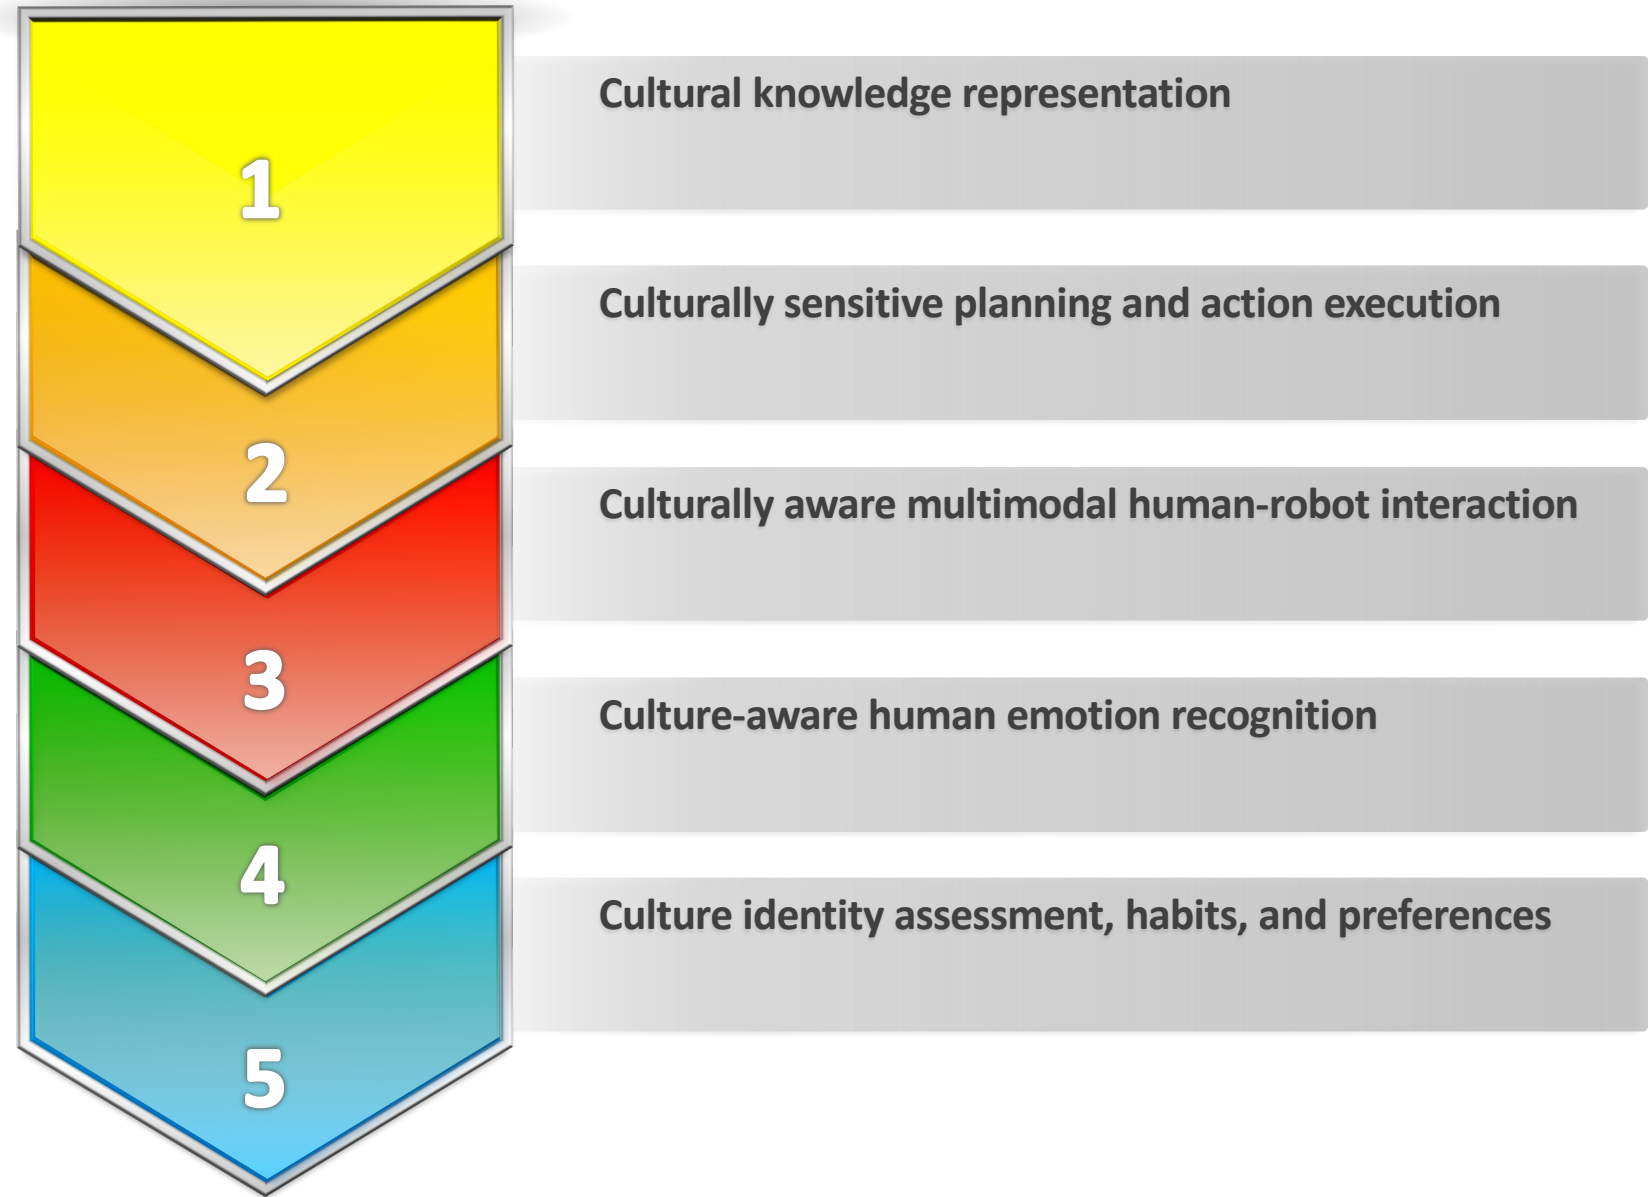 1
Cultural knowledge representation
2
Culturally sensitive planning and action execution
3
Culturally aware multimodal human-robot interaction
4
Culture-aware human emotion recognition
5
Culture identity assessment, habits, and preferences